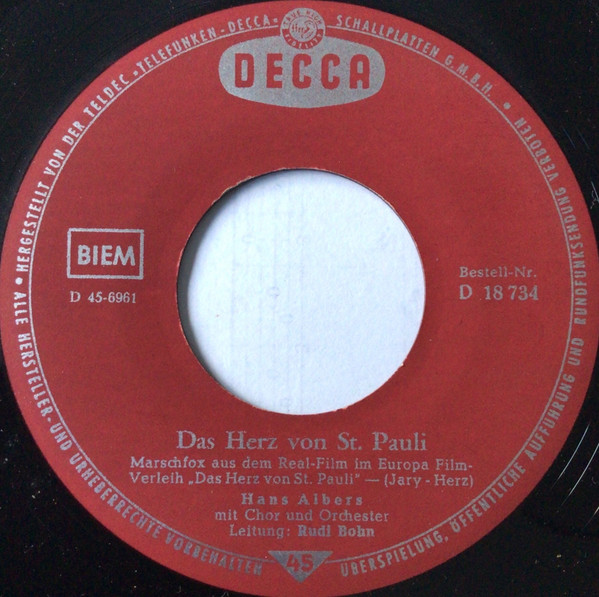 DECCA
BIEM
D 45-6961
Bestell-Nr.
D 18 734
Das Herz von St. Pauli
Marschfox aus dem Real-Film im Europa Film-
Verleih „Das Herz von St. Pauli" — (Jary - Herz)
Hans Albers
mit Chor und Orchester
Leitung: Rudi Bohn
45
• HERGESTELLT VON DER TELDEC „TELEFUNKEN - DECCA" SCHALLPLATTEN G.M.B.H. •
ALLE HERSTELLER- UND URHEBERRECHTE VORBEHALTEN
ÜBERSPIELUNG, ÖFFENTLICHE AUFFÜHRUNG UND RUNDFUNKSENDUNG VERBOTEN •